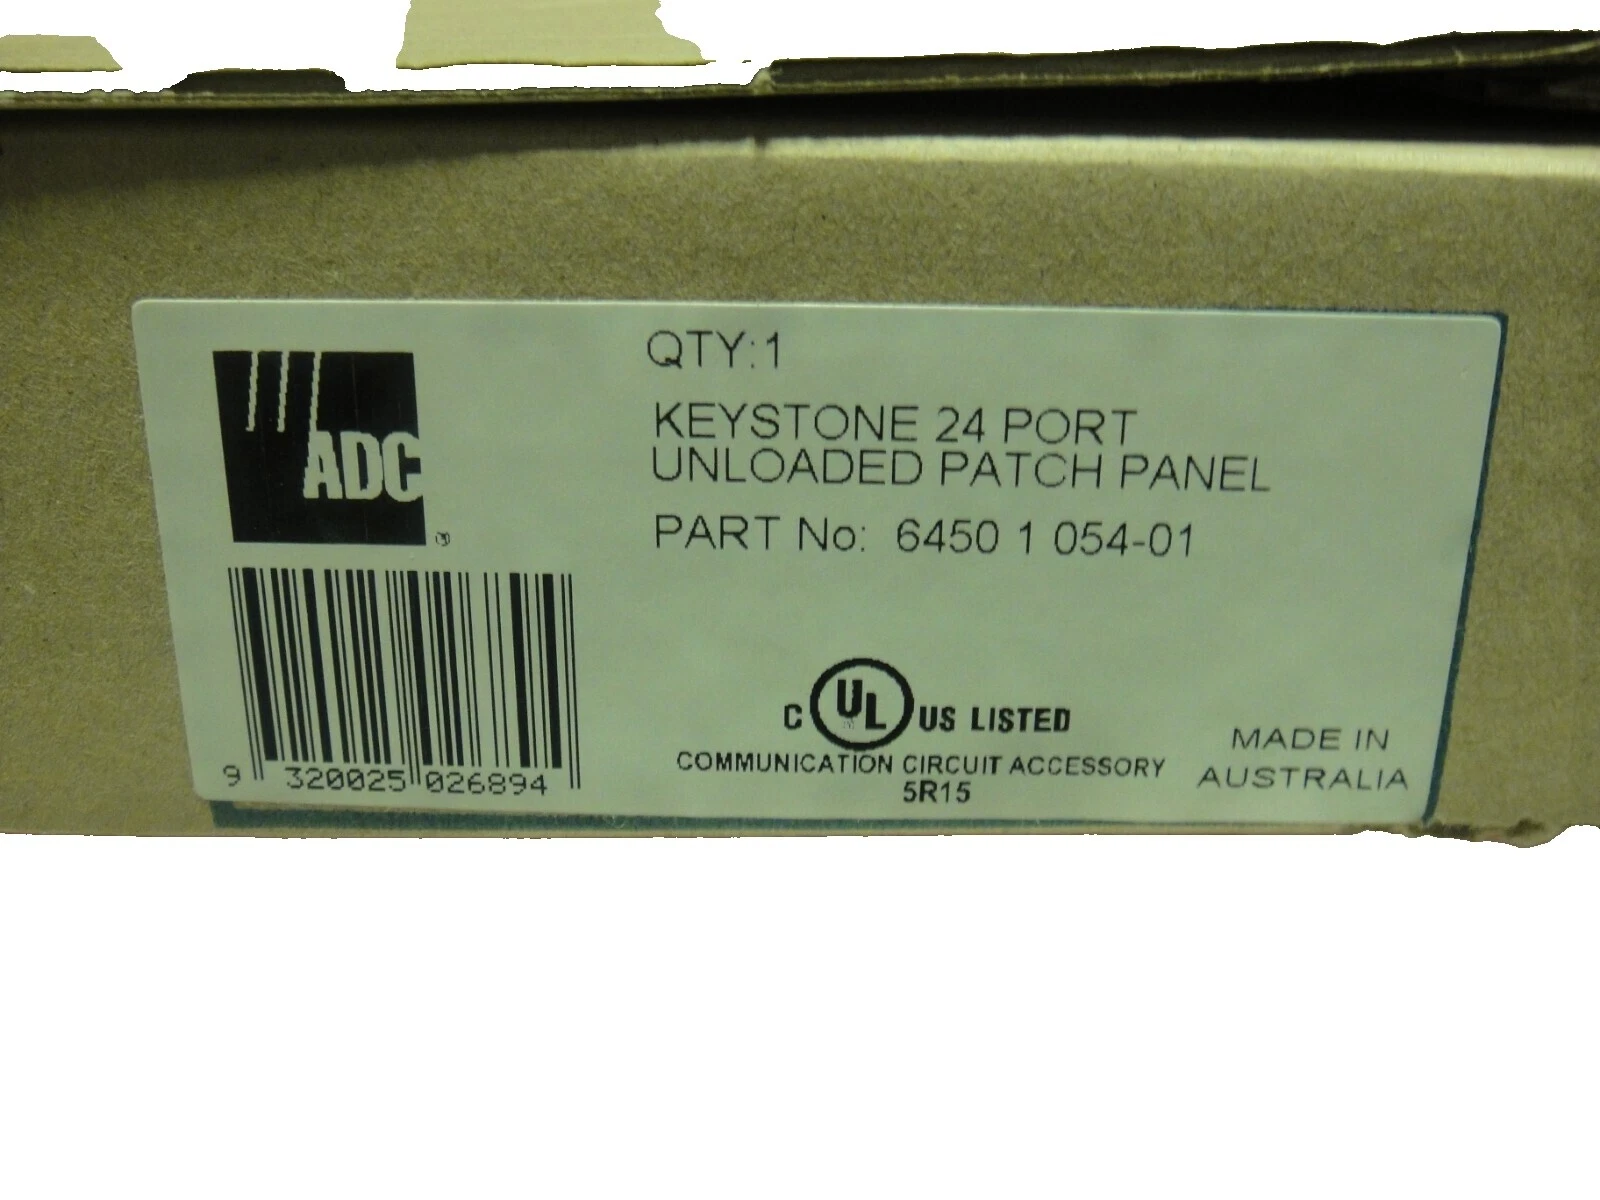 ADC®
QTY:1
KEYSTONE 24 PORT
UNLOADED PATCH PANEL
PART No: 6450 1 054-01
9 320025 026894
C UL US LISTED
COMMUNICATION CIRCUIT ACCESSORY
5R15
MADE IN
AUSTRALIA